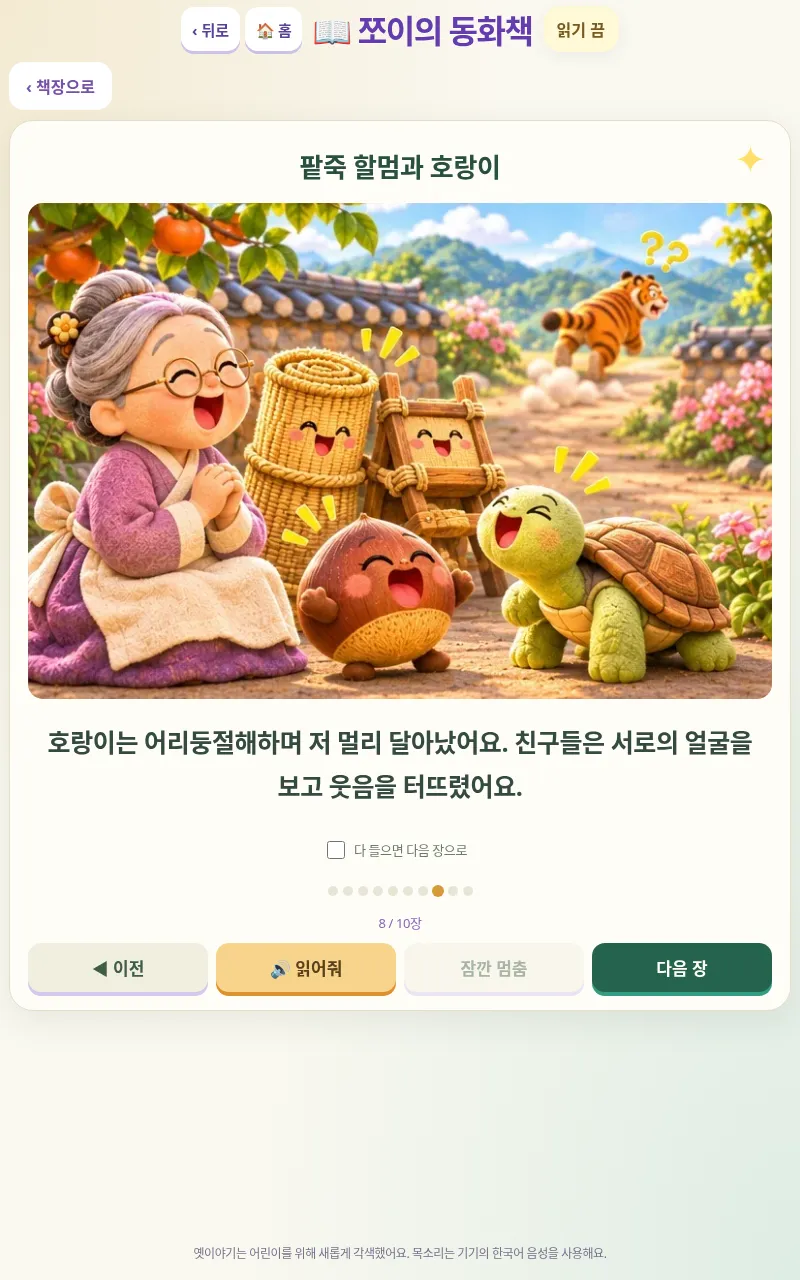 ‹ 뒤로
🏠 홈
📖 쪼이의 동화책
읽기 끝
‹ 책장으로
팥죽 할멈과 호랑이
??
호랑이는 어리둥절해하며 저 멀리 달아났어요. 친구들은 서로의 얼굴을
보고 웃음을 터뜨렸어요.
다 들으면 다음 장으로
8 / 10장
◀ 이전
🔊 읽어줘
잠깐 멈춤
다음 장
옛이야기는 어린이를 위해 새롭게 각색했어요. 목소리는 기기의 한국어 음성을 사용해요.